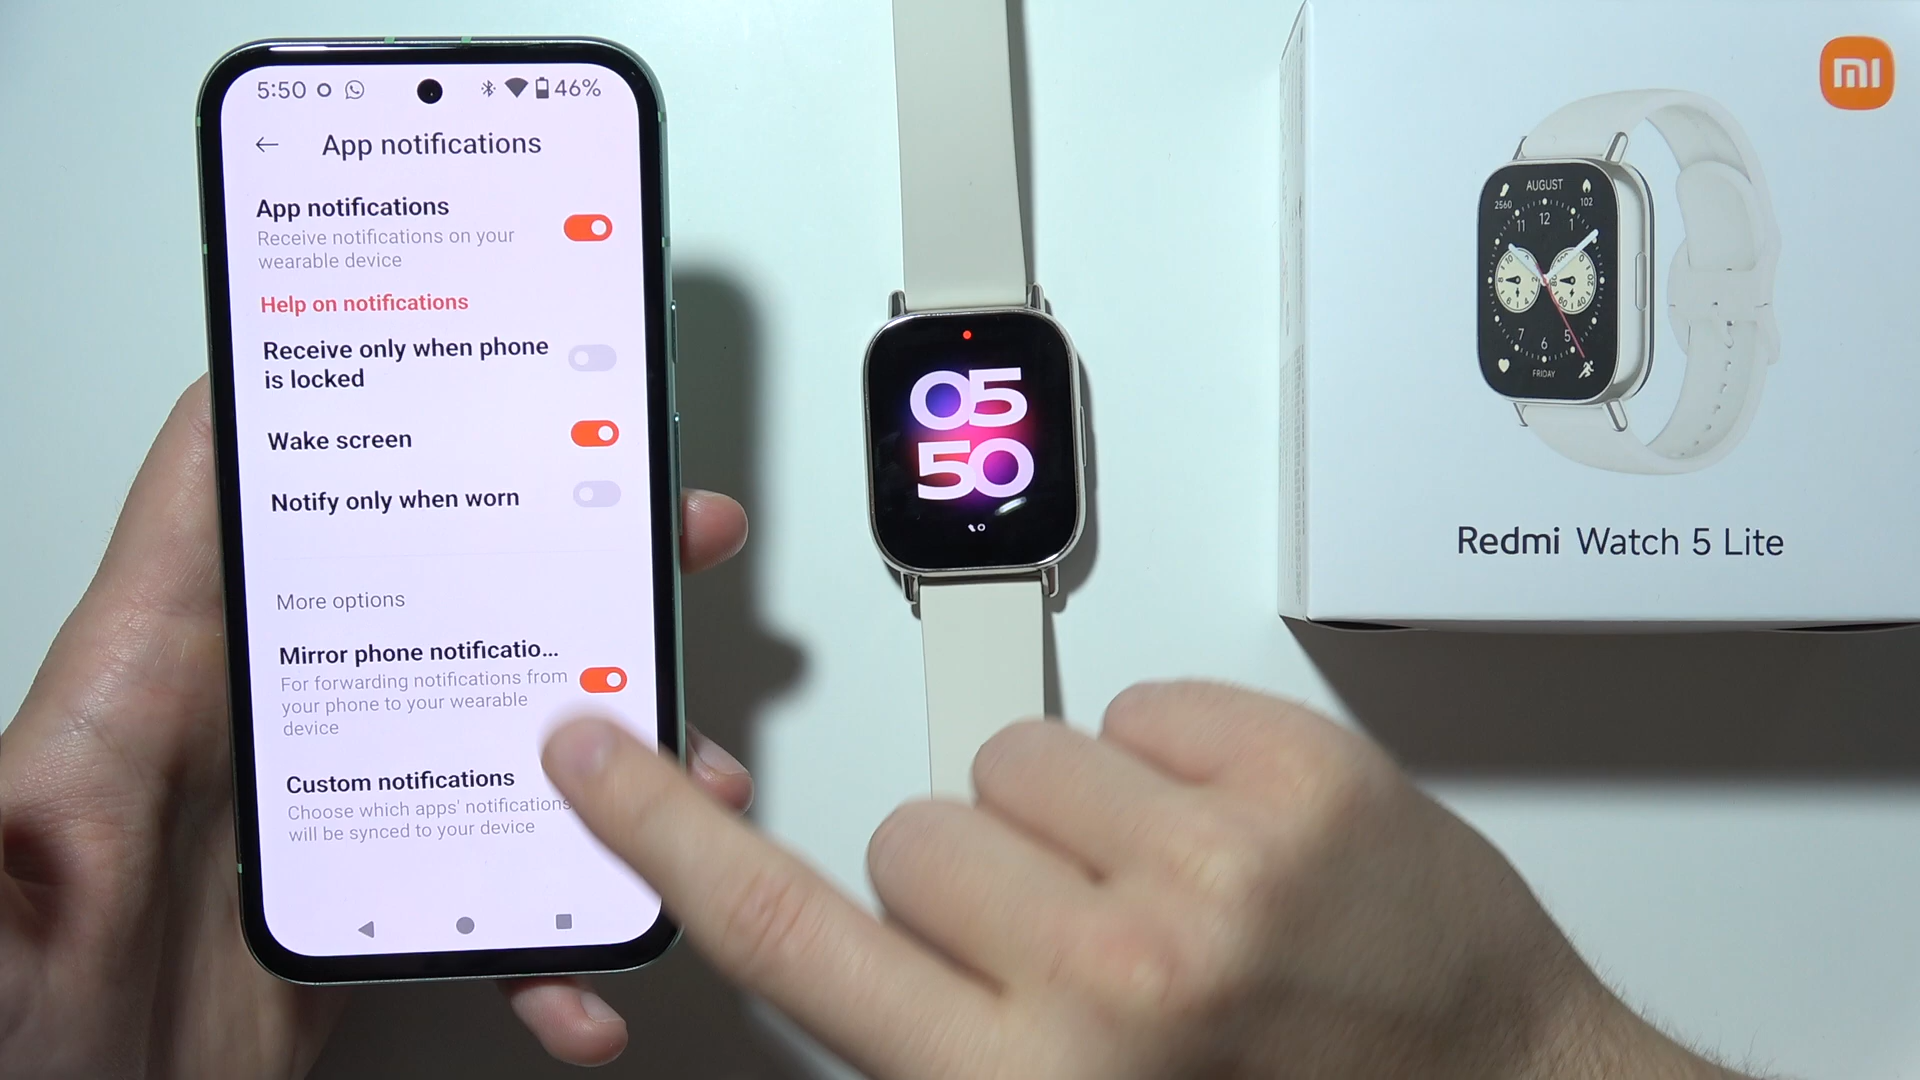 5:50
46%
App notifications
App notifications
Receive notifications on your
wearable device
Help on notifications
Receive only when phone
is locked
Wake screen
Notify only when worn
More options
Mirror phone notificatio...
For forwarding notifications from
your phone to your wearable
device
Custom notifications
Choose which apps' notifications
will be synced to your device
05
50
mi
AUGUST
2560
102
11 12 1
7 6 5
FRIDAY
Redmi Watch 5 Lite